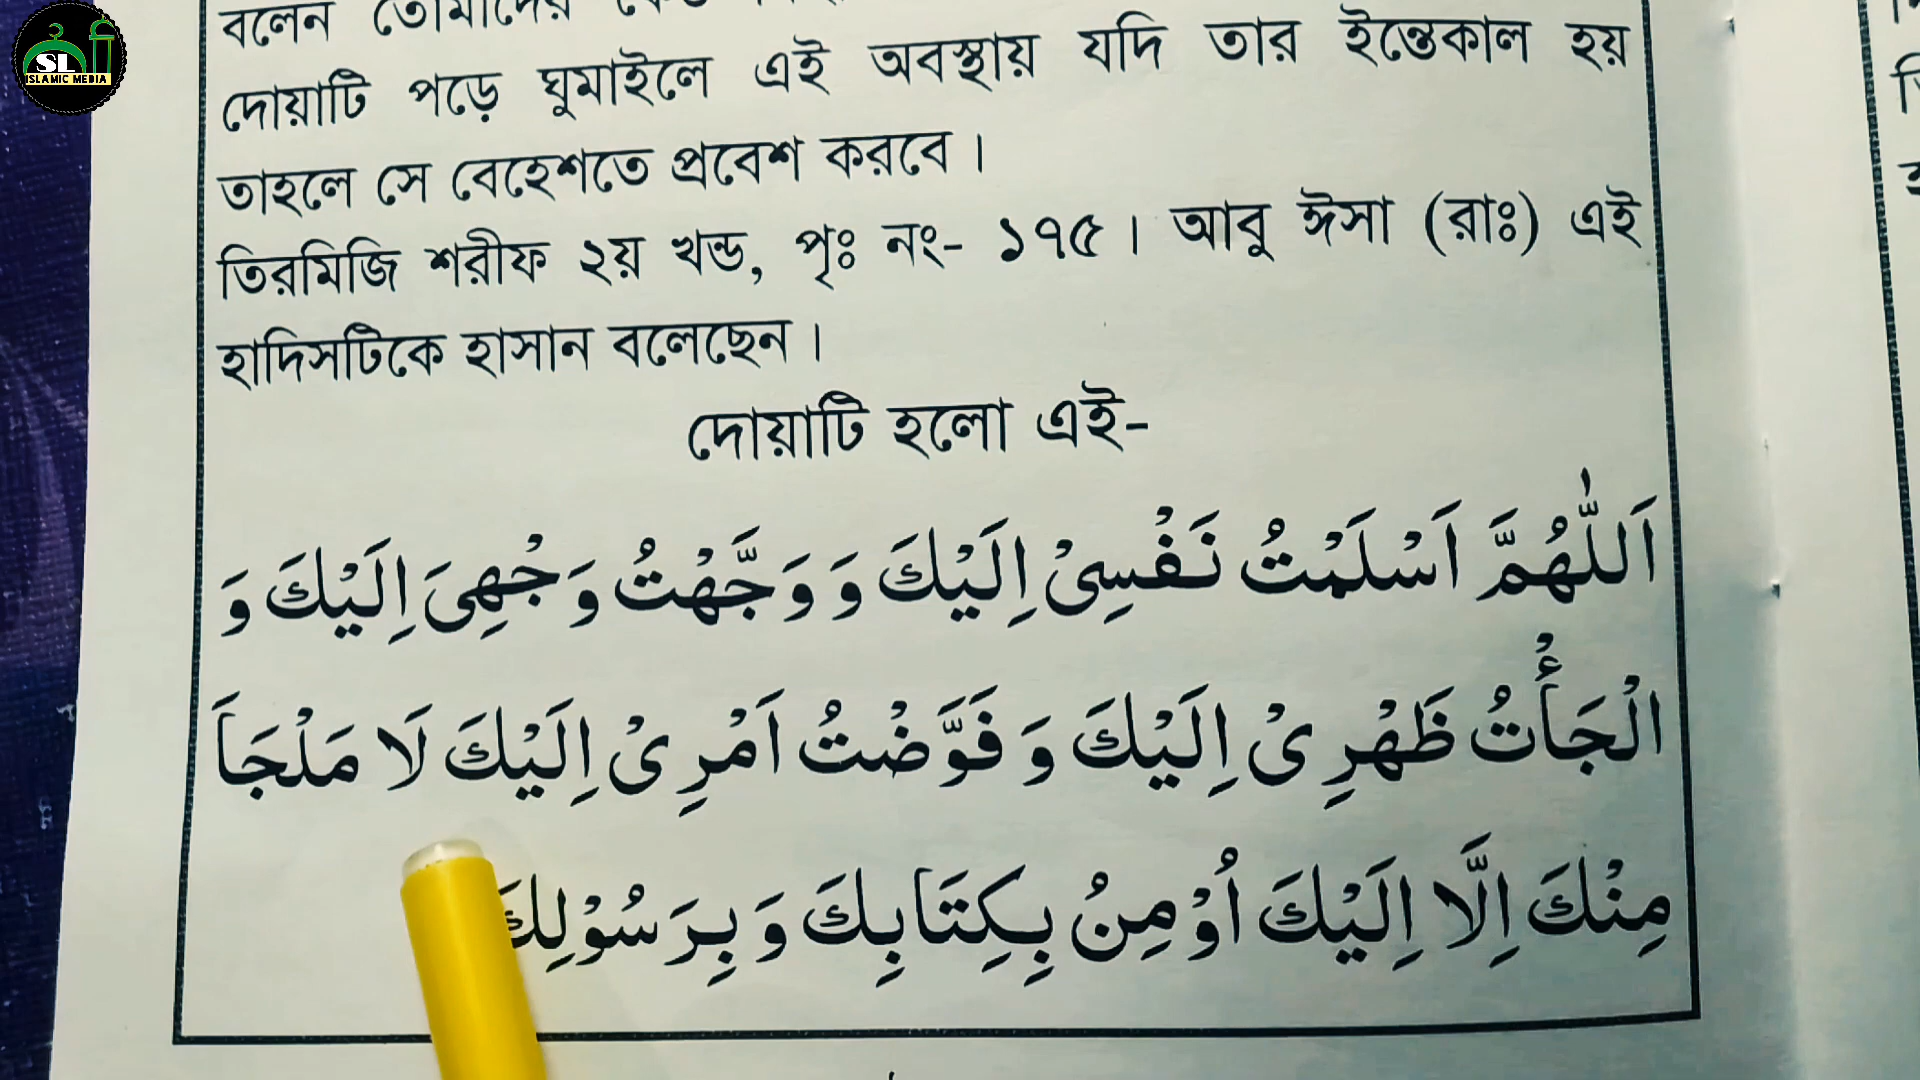 SL
ISLAMIC MEDIA
বলেন তোমাদের কেউ
দোয়াটি পড়ে ঘুমাইলে এই অবস্থায় যদি তার ইন্তেকাল হয়
তাহলে সে বেহেশতে প্রবেশ করবে।
তিরমিজি শরীফ ২য় খন্ড, পৃঃ নং- ১৭৫। আবু ঈসা (রাঃ) এই
হাদিসটিকে হাসান বলেছেন।
দোয়াটি হলো এই-
اَللّٰهُمَّ اَسْلَمْتُ نَفْسِىْ اِلَيْكَ وَ وَجَّهْتُ وَجْهِىَ اِلَيْكَ وَ
الْجَأْتُ ظَهْرِىْ اِلَيْكَ وَ فَوَّضْتُ اَمْرِىْ اِلَيْكَ لَا مَلْجَاَ
مِنْكَ اِلَّا اِلَيْكَ اُوْمِنُ بِكِتَابِكَ وَ بِرَسُوْلِكَ